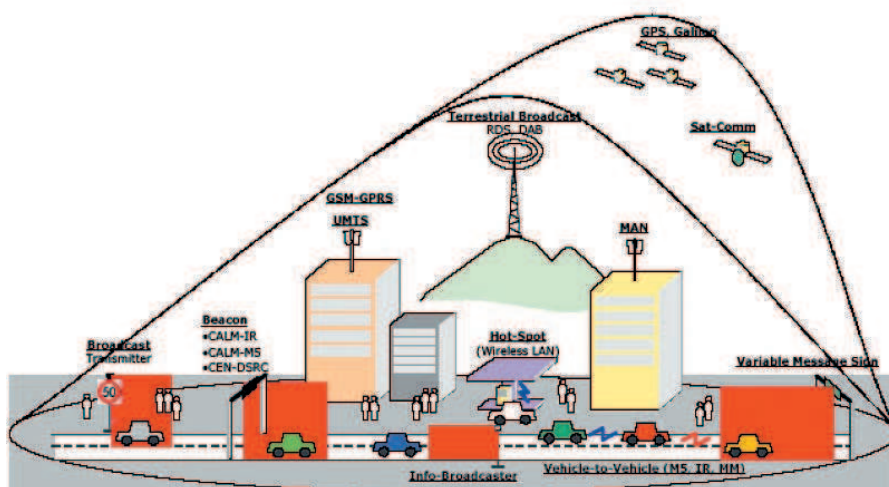 GPS, Galileo
Terrestrial Broadcast
RDS, DAB
Sat-Comm
GSM-GPRS
UMTS
MAN
Beacon
•CALM-IR
•CALM-M5
•CEN-DSRC
Broadcast
Transmitter
Hot-Spot
(Wireless LAN)
Variable Message Sign
50
Info-Broadcaster
Vehicle-to-Vehicle (M5, IR, MM)